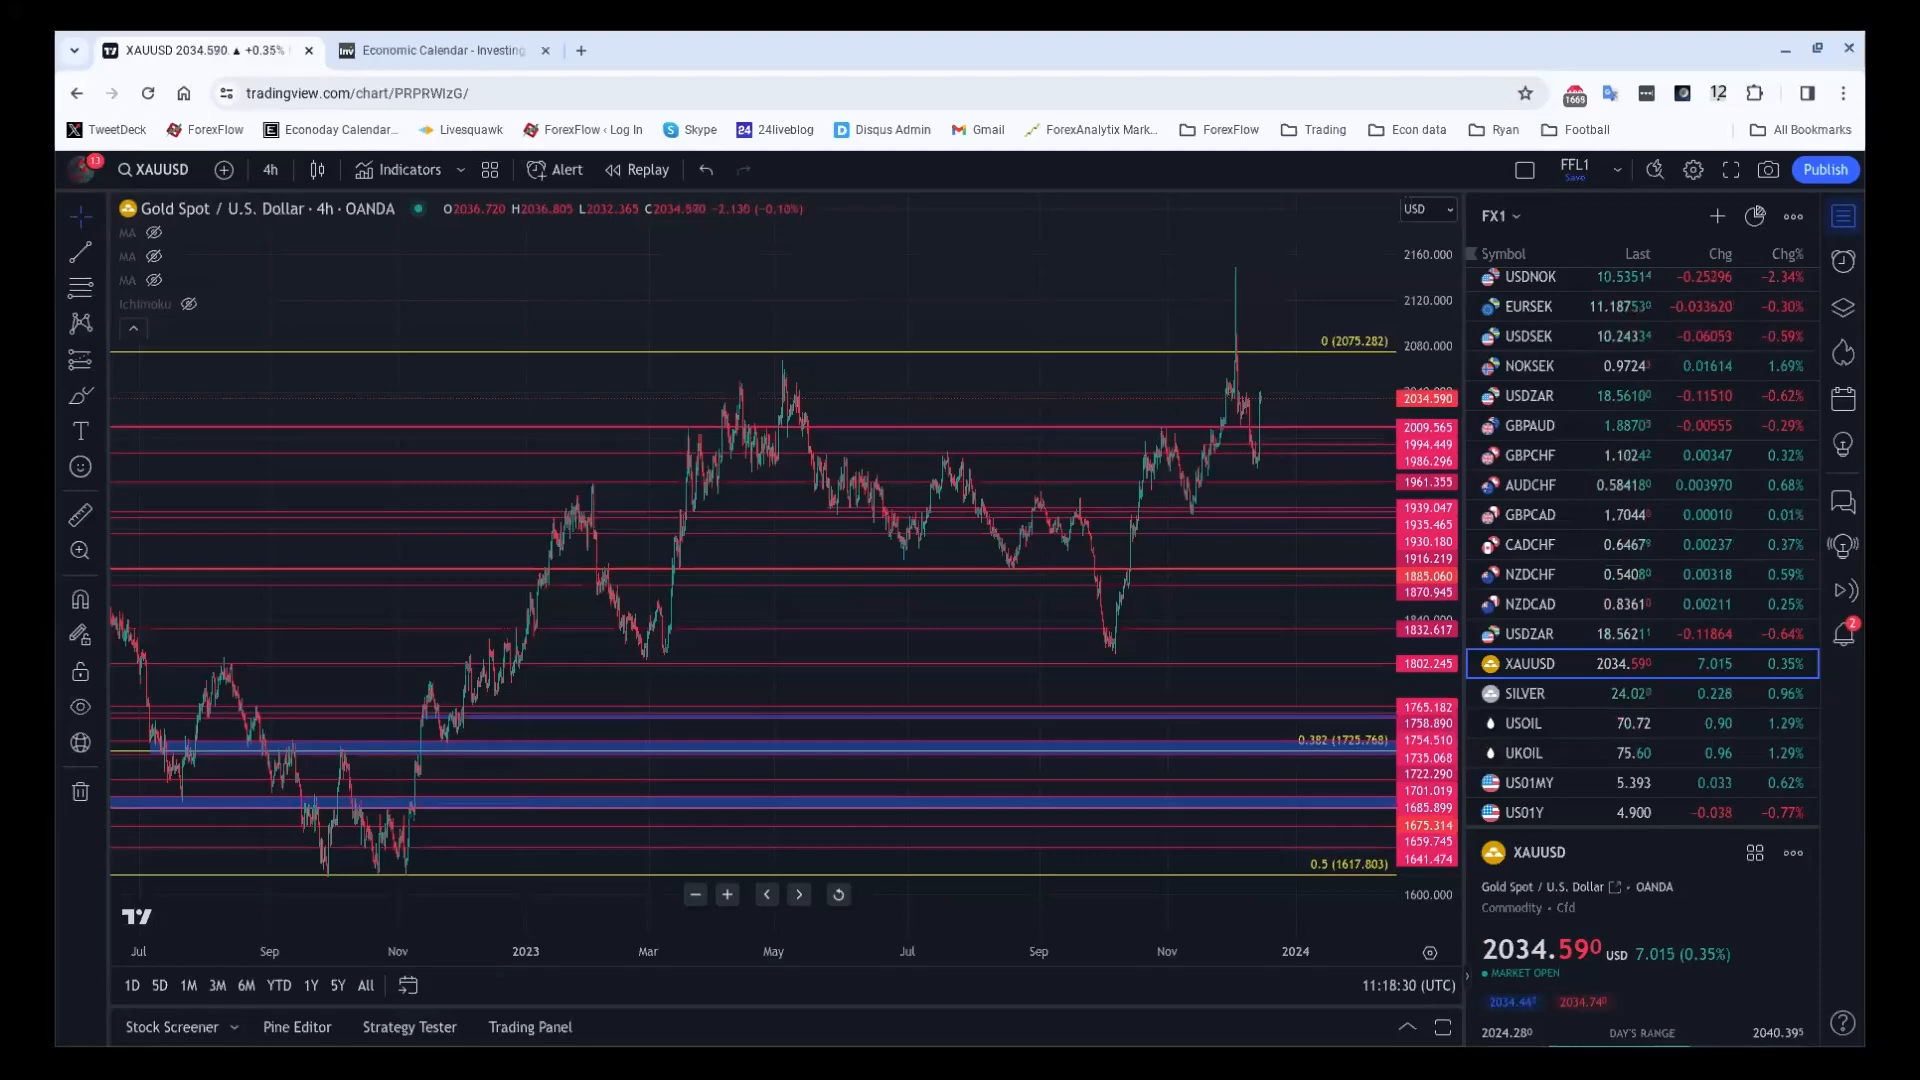 XAUUSD 2034.590 ▲ +0.35%
Economic Calendar - Investing
tradingview.com/chart/PRPRWIzG/
1669
12
TweetDeck ForexFlow Econoday Calendar... Livesquawk ForexFlow ‹ Log In Skype 24liveblog Disqus Admin Gmail ForexAnalytix Mark... ForexFlow Trading Econ data Ryan Football All Bookmarks
13 XAUUSD 4h Indicators Alert Replay FFL1 Save Publish
Gold Spot / U.S. Dollar · 4h · OANDA O2036.720 H2036.805 L2032.365 C2034.570 −2.130 (−0.10%) USD
MA
MA
MA
Ichimoku
2160.000
2120.000
2080.000
0 (2075.282)
2034.590
2009.565
1994.449
1986.296
1961.355
1939.047
1935.465
1930.180
1916.219
1885.060
1870.945
1832.617
1802.245
1765.182
1758.890
0.382 (1725.768) 1754.510
1735.068
1722.290
1701.019
1685.899
1675.314
1659.745
1641.474
0.5 (1617.803)
1600.000
Jul Sep Nov 2023 Mar May Jul Sep Nov 2024
1D 5D 1M 3M 6M YTD 1Y 5Y All 11:18:30 (UTC)
Stock Screener Pine Editor Strategy Tester Trading Panel
FX1
Symbol Last Chg Chg%
USDNOK 10.53514 −0.25296 −2.34%
EURSEK 11.187530 −0.033620 −0.30%
USDSEK 10.24334 −0.06053 −0.59%
NOKSEK 0.9724 0.01614 1.69%
USDZAR 18.56100 −0.11510 −0.62%
GBPAUD 1.8870 −0.00555 −0.29%
GBPCHF 1.10242 0.00347 0.32%
AUDCHF 0.584180 0.003970 0.68%
GBPCAD 1.7044 0.00010 0.01%
CADCHF 0.6467 0.00237 0.37%
NZDCHF 0.54080 0.00318 0.59%
NZDCAD 0.8361 0.00211 0.25%
USDZAR 18.56211 −0.11864 −0.64%
XAUUSD 2034.590 7.015 0.35%
SILVER 24.020 0.228 0.96%
USOIL 70.72 0.90 1.29%
UKOIL 75.60 0.96 1.29%
US01MY 5.393 0.033 0.62%
US01Y 4.900 −0.038 −0.77%
XAUUSD
Gold Spot / U.S. Dollar • OANDA
Commodity • Cfd
2034.590 USD 7.015 (0.35%)
MARKET OPEN
2034.440 2034.740
2024.280 DAY'S RANGE 2040.395
2